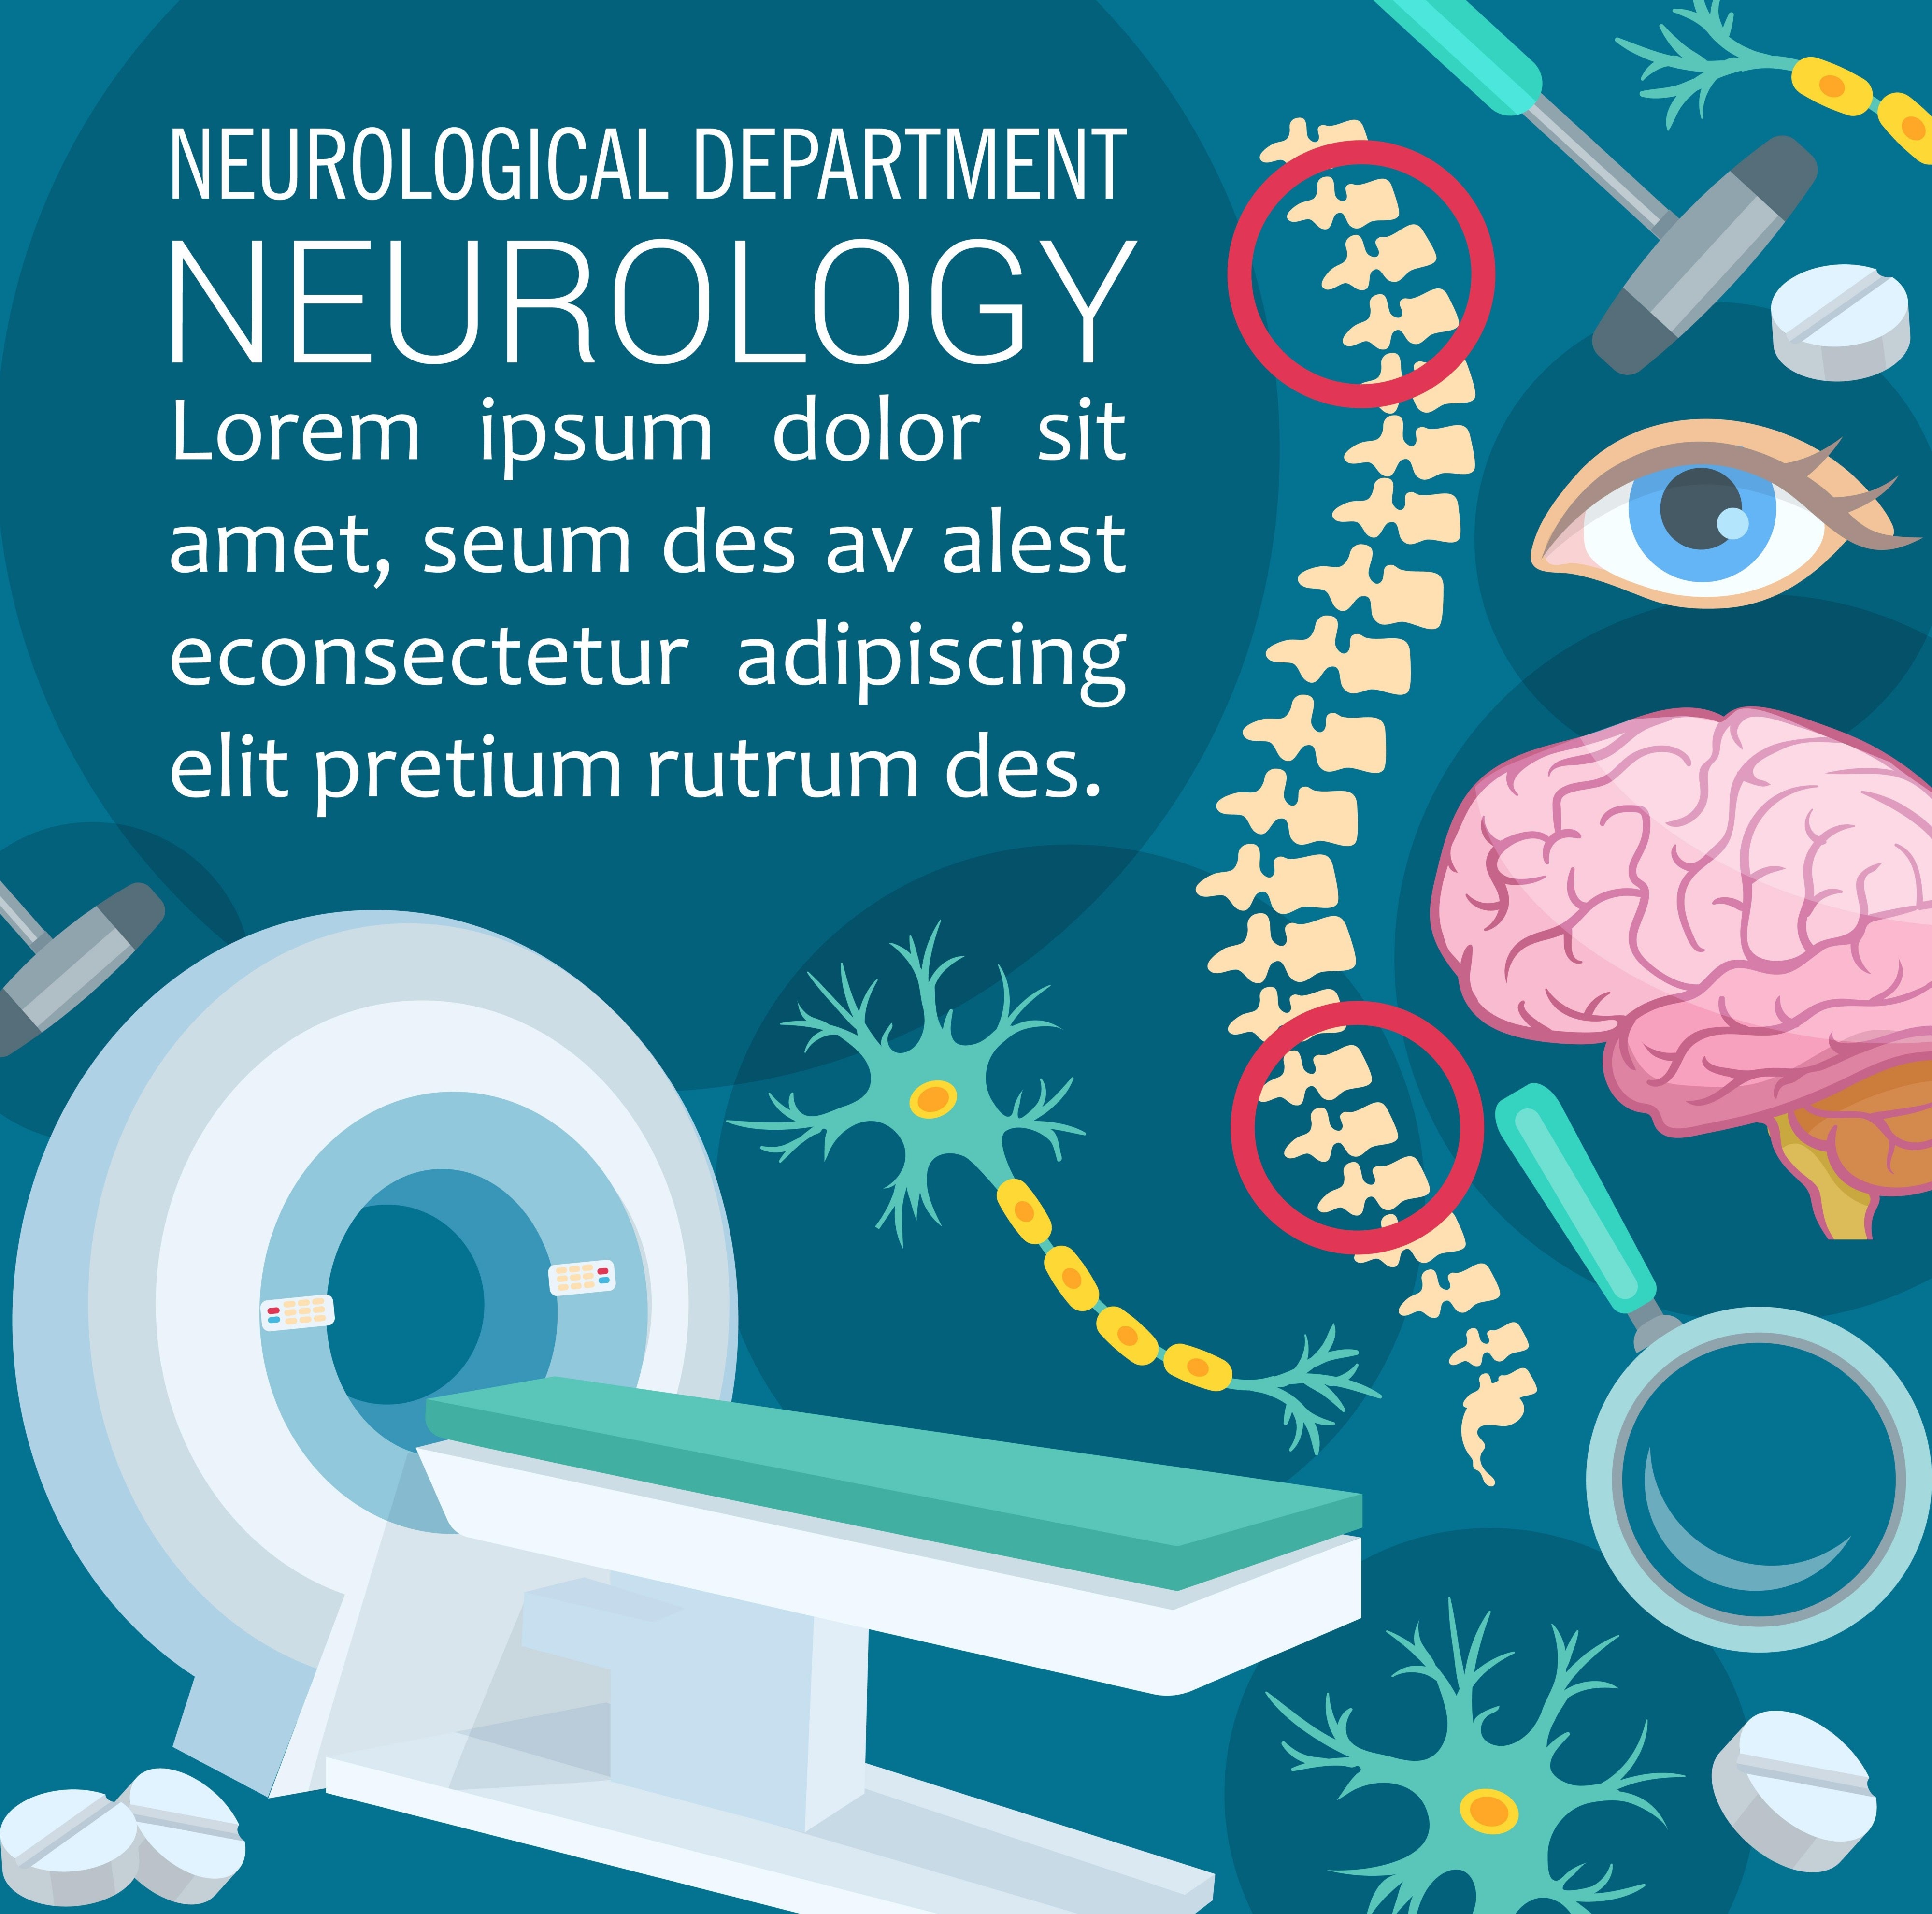 NEUROLOGICAL DEPARTMENT
NEUROLOGY
Lorem ipsum dolor sit
amet, seum des av alest
econsectetur adipiscing
elit pretium rutrum des.